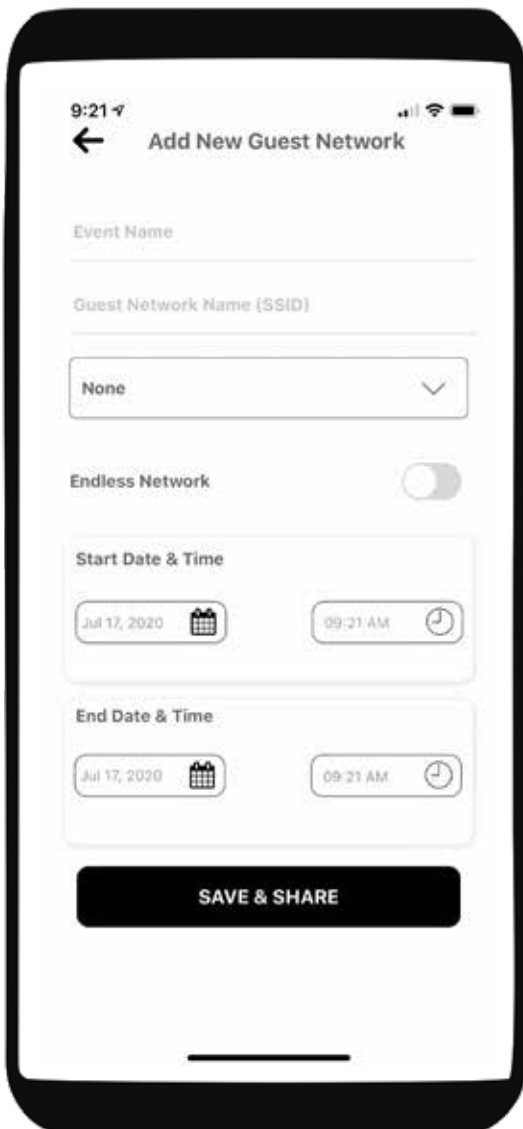 9:21
Add New Guest Network
Event Name
Guest Network Name (SSID)
None
Endless Network
Start Date & Time
Jul 17, 2020 09:21 AM
End Date & Time
Jul 17, 2020 09:21 AM
SAVE & SHARE